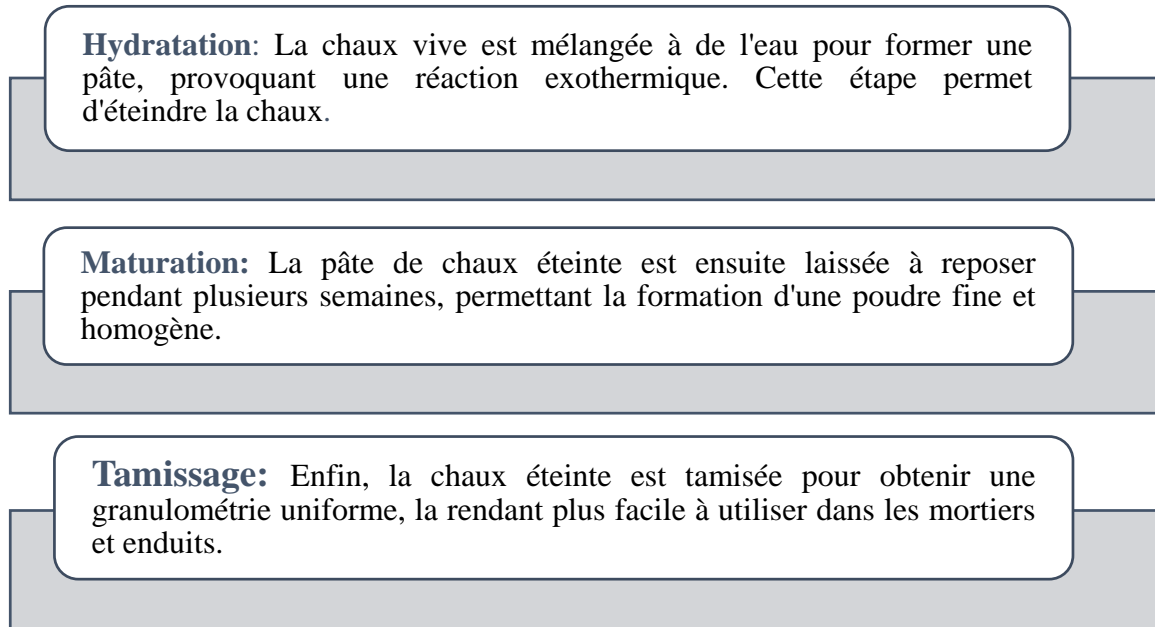 Hydratation: La chaux vive est mélangée à de l'eau pour former une
pâte, provoquant une réaction exothermique. Cette étape permet
d'éteindre la chaux.
Maturation: La pâte de chaux éteinte est ensuite laissée à reposer
pendant plusieurs semaines, permettant la formation d'une poudre fine et
homogène.
Tamissage: Enfin, la chaux éteinte est tamisée pour obtenir une
granulométrie uniforme, la rendant plus facile à utiliser dans les mortiers
et enduits.